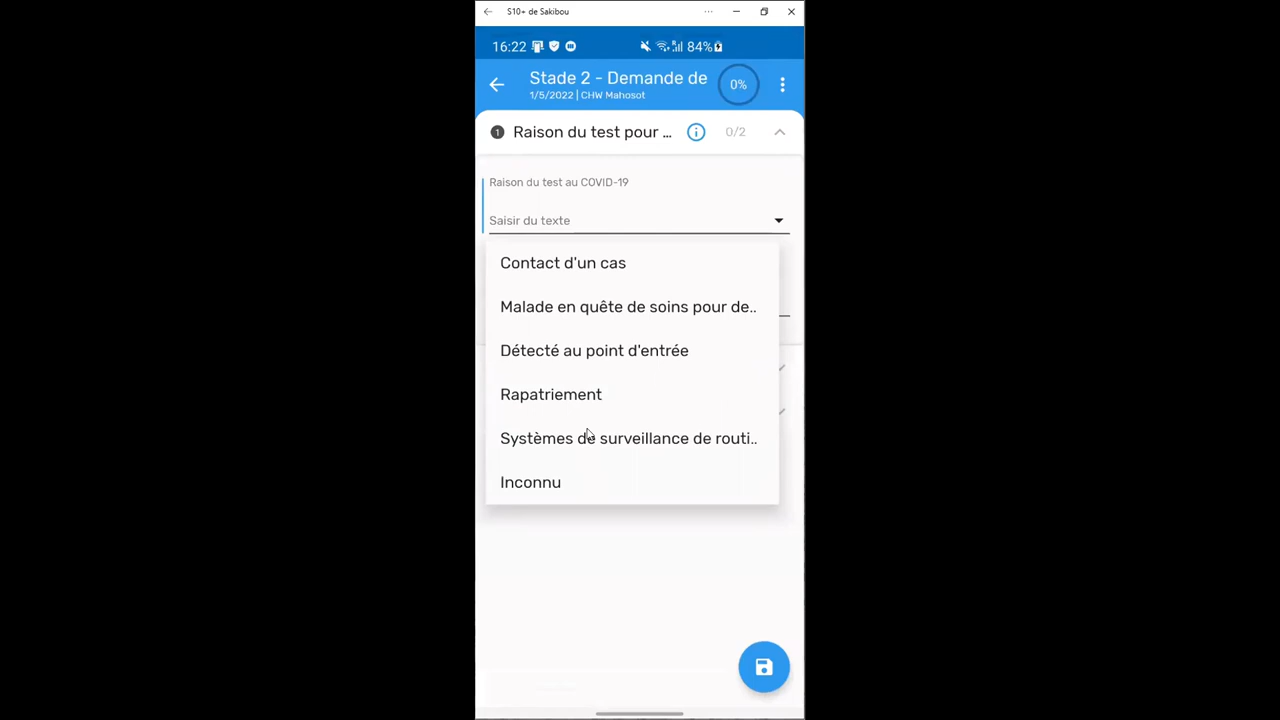 S10+ de Sakibou
16:22
84%
Stade 2 - Demande de
1/5/2022 | CHW Mahosot
0%
1 Raison du test pour ... i 0/2
Raison du test au COVID-19
Saisir du texte
Contact d'un cas
Malade en quête de soins pour de..
Détecté au point d'entrée
Rapatriement
Systèmes de surveillance de routi..
Inconnu